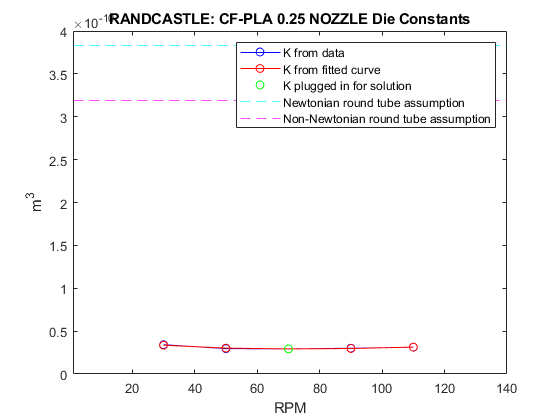 RANDCASTLE: CF-PLA 0.25 NOZZLE Die Constants
4
3.5
3
2.5
2
1.5
1
0.5
0
m³
K from data
K from fitted curve
K plugged in for solution
Newtonian round tube assumption
Non-Newtonian round tube assumption
20 40 60 80 100 120 140
RPM